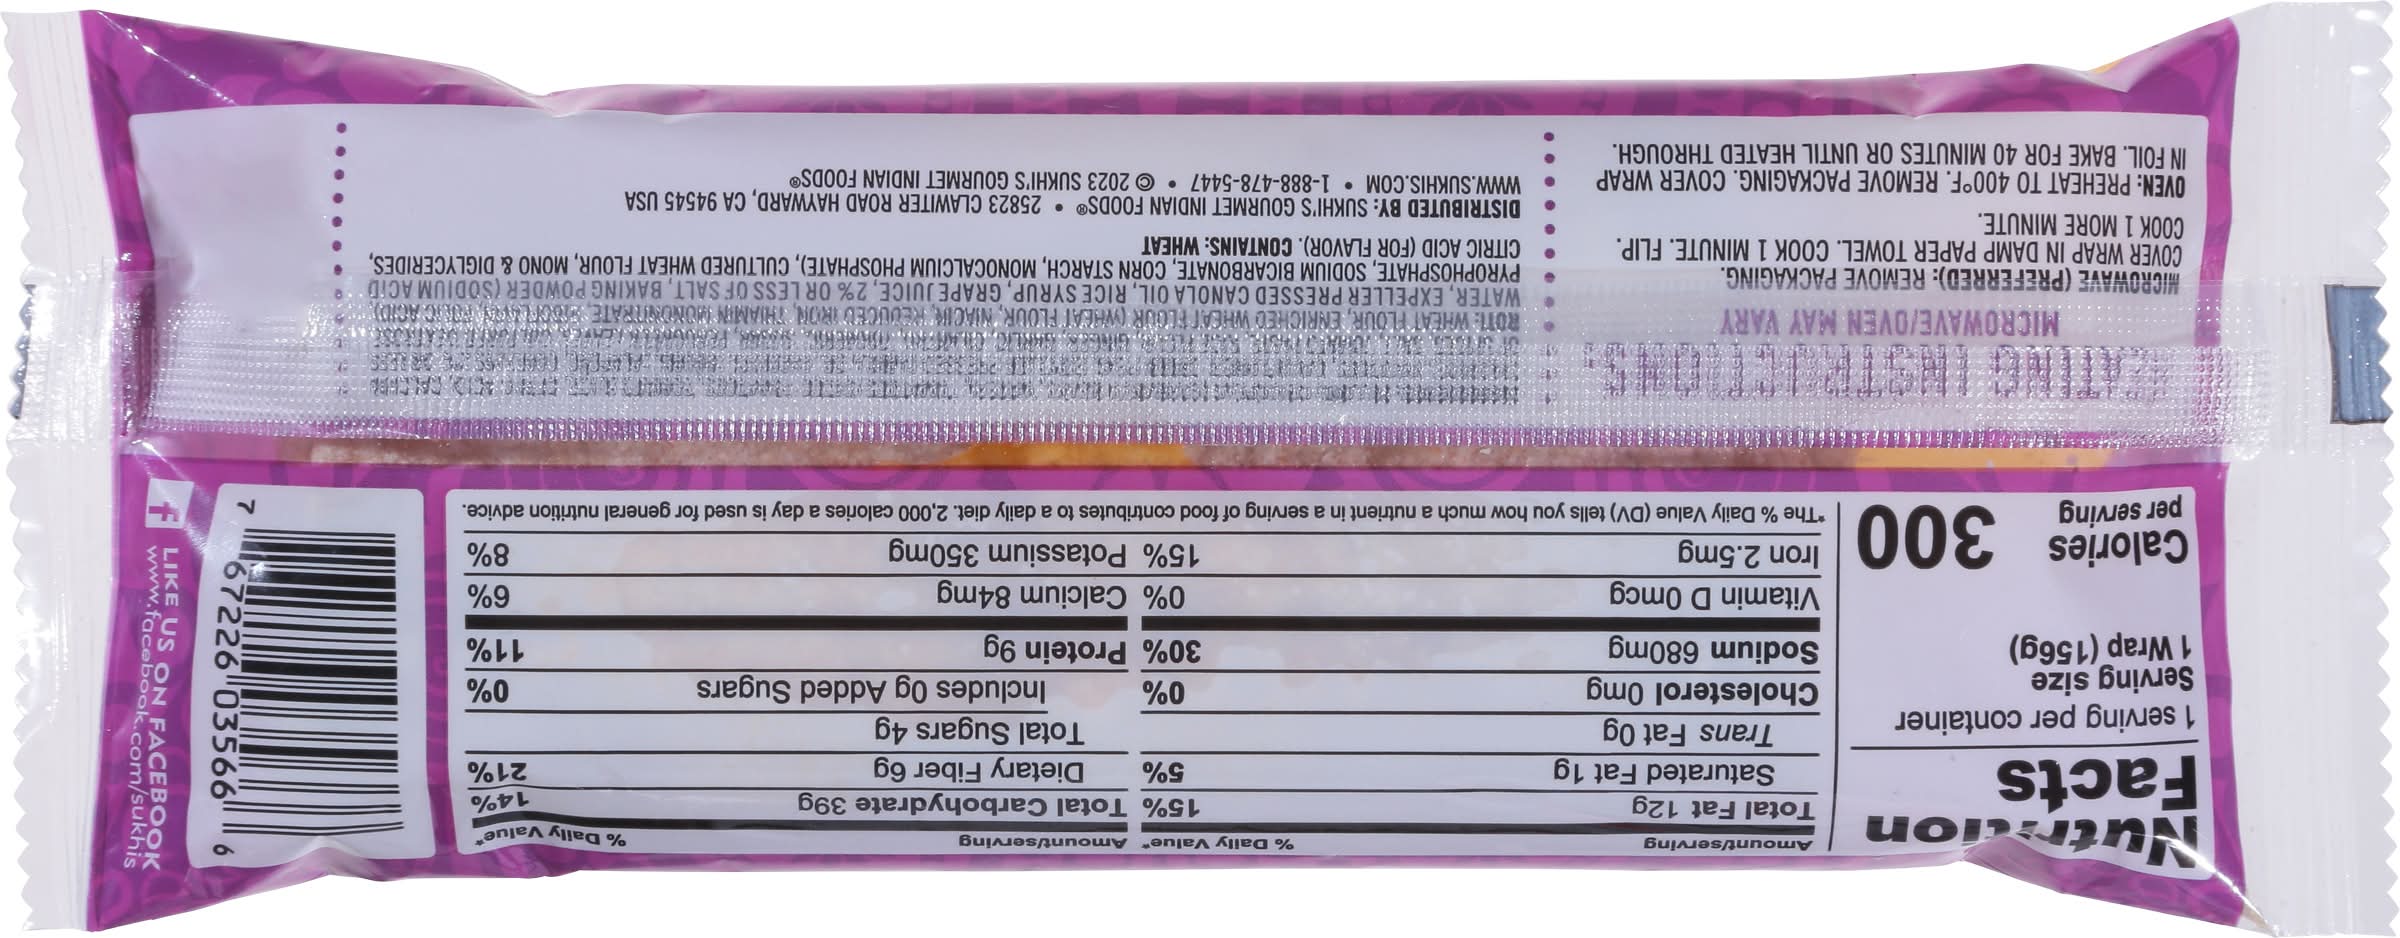 Nutrition
Facts
1 serving per container
Serving size
1 Wrap (156g)
Calories
per serving
300
Amount/serving
% Daily Value*
Total Fat 12g 15%
Saturated Fat 1g 5%
Trans Fat 0g
Cholesterol 0mg 0%
Sodium 680mg 30%
Vitamin D 0mcg 0%
Iron 2.5mg 15%
Amount/serving
% Daily Value*
Total Carbohydrate 39g 14%
Dietary Fiber 6g 21%
Total Sugars 4g
Includes 0g Added Sugars 0%
Protein 9g 11%
Calcium 84mg 6%
Potassium 350mg 8%
*The % Daily Value (DV) tells you how much a nutrient in a serving of food contributes to a daily diet. 2,000 calories a day is used for general nutrition advice.
7 67226 03566 6
f LIKE US ON FACEBOOK
www.facebook.com/sukhis
HEATING INSTRUCTIONS:
MICROWAVE/OVEN MAY VARY
MICROWAVE (PREFERRED): REMOVE PACKAGING.
COVER WRAP IN DAMP PAPER TOWEL. COOK 1 MINUTE. FLIP.
COOK 1 MORE MINUTE.
OVEN: PREHEAT TO 400°F. REMOVE PACKAGING. COVER WRAP
IN FOIL. BAKE FOR 40 MINUTES OR UNTIL HEATED THROUGH.
ROTI: WHEAT FLOUR, ENRICHED WHEAT FLOUR (WHEAT FLOUR, NIACIN, REDUCED IRON, THIAMIN MONONITRATE, RIBOFLAVIN, FOLIC ACID)
WATER, EXPELLER PRESSED CANOLA OIL, RICE SYRUP, GRAPE JUICE, 2% OR LESS OF SALT, BAKING POWDER (SODIUM ACID
PYROPHOSPHATE, SODIUM BICARBONATE, CORN STARCH, MONOCALCIUM PHOSPHATE), CULTURED WHEAT FLOUR, MONO & DIGLYCERIDES,
CITRIC ACID (FOR FLAVOR). CONTAINS: WHEAT
DISTRIBUTED BY: SUKHI'S GOURMET INDIAN FOODS® • 25823 CLAWITER ROAD HAYWARD, CA 94545 USA
WWW.SUKHIS.COM • 1-888-478-5447 • © 2023 SUKHI'S GOURMET INDIAN FOODS®